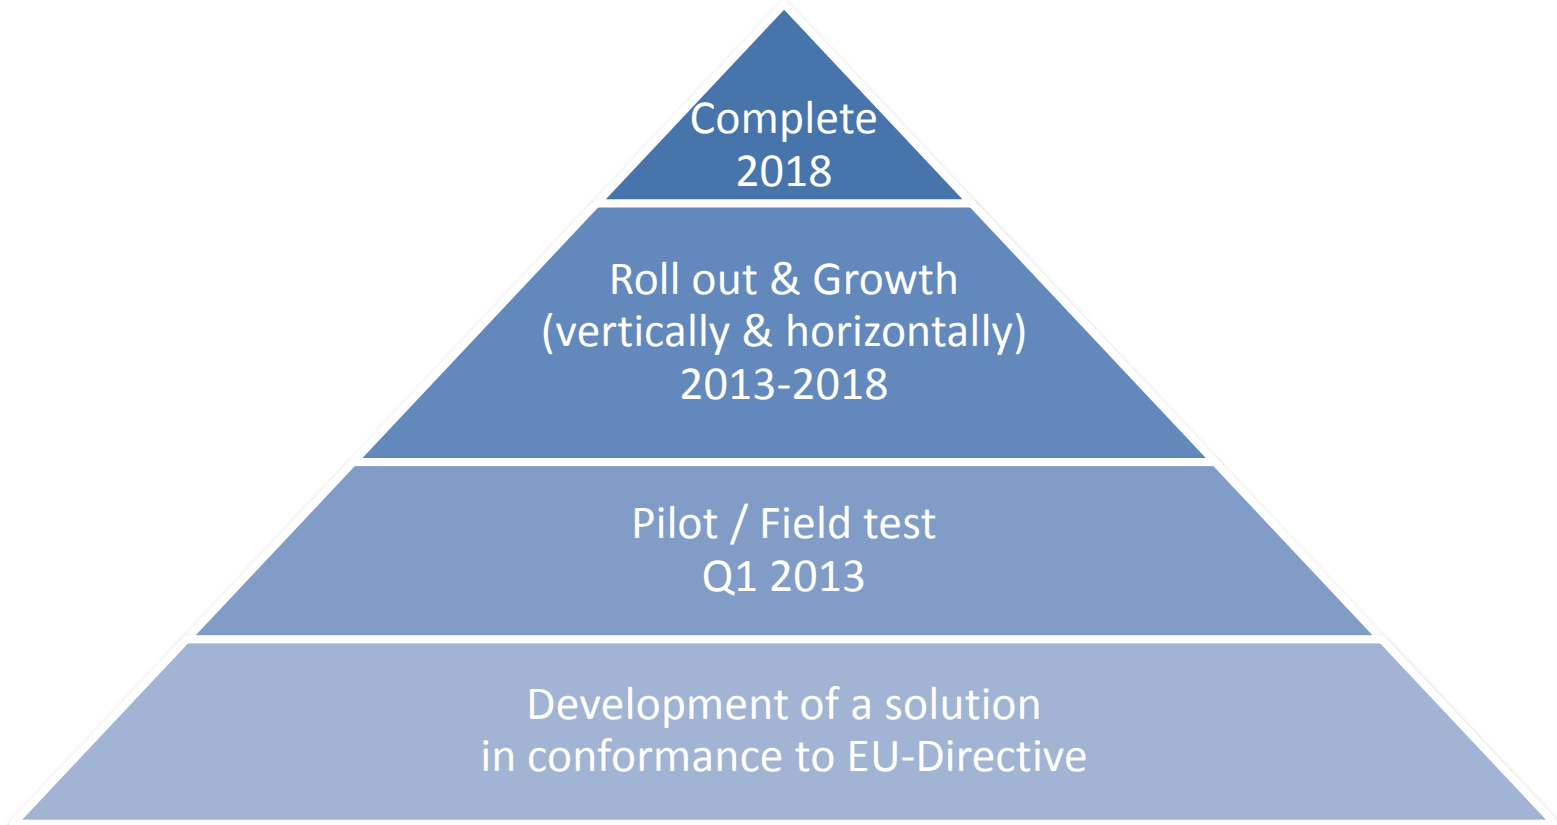 Complete
2018
Roll out & Growth
(vertically & horizontally)
2013-2018
Pilot / Field test
Q1 2013
Development of a solution
in conformance to EU-Directive